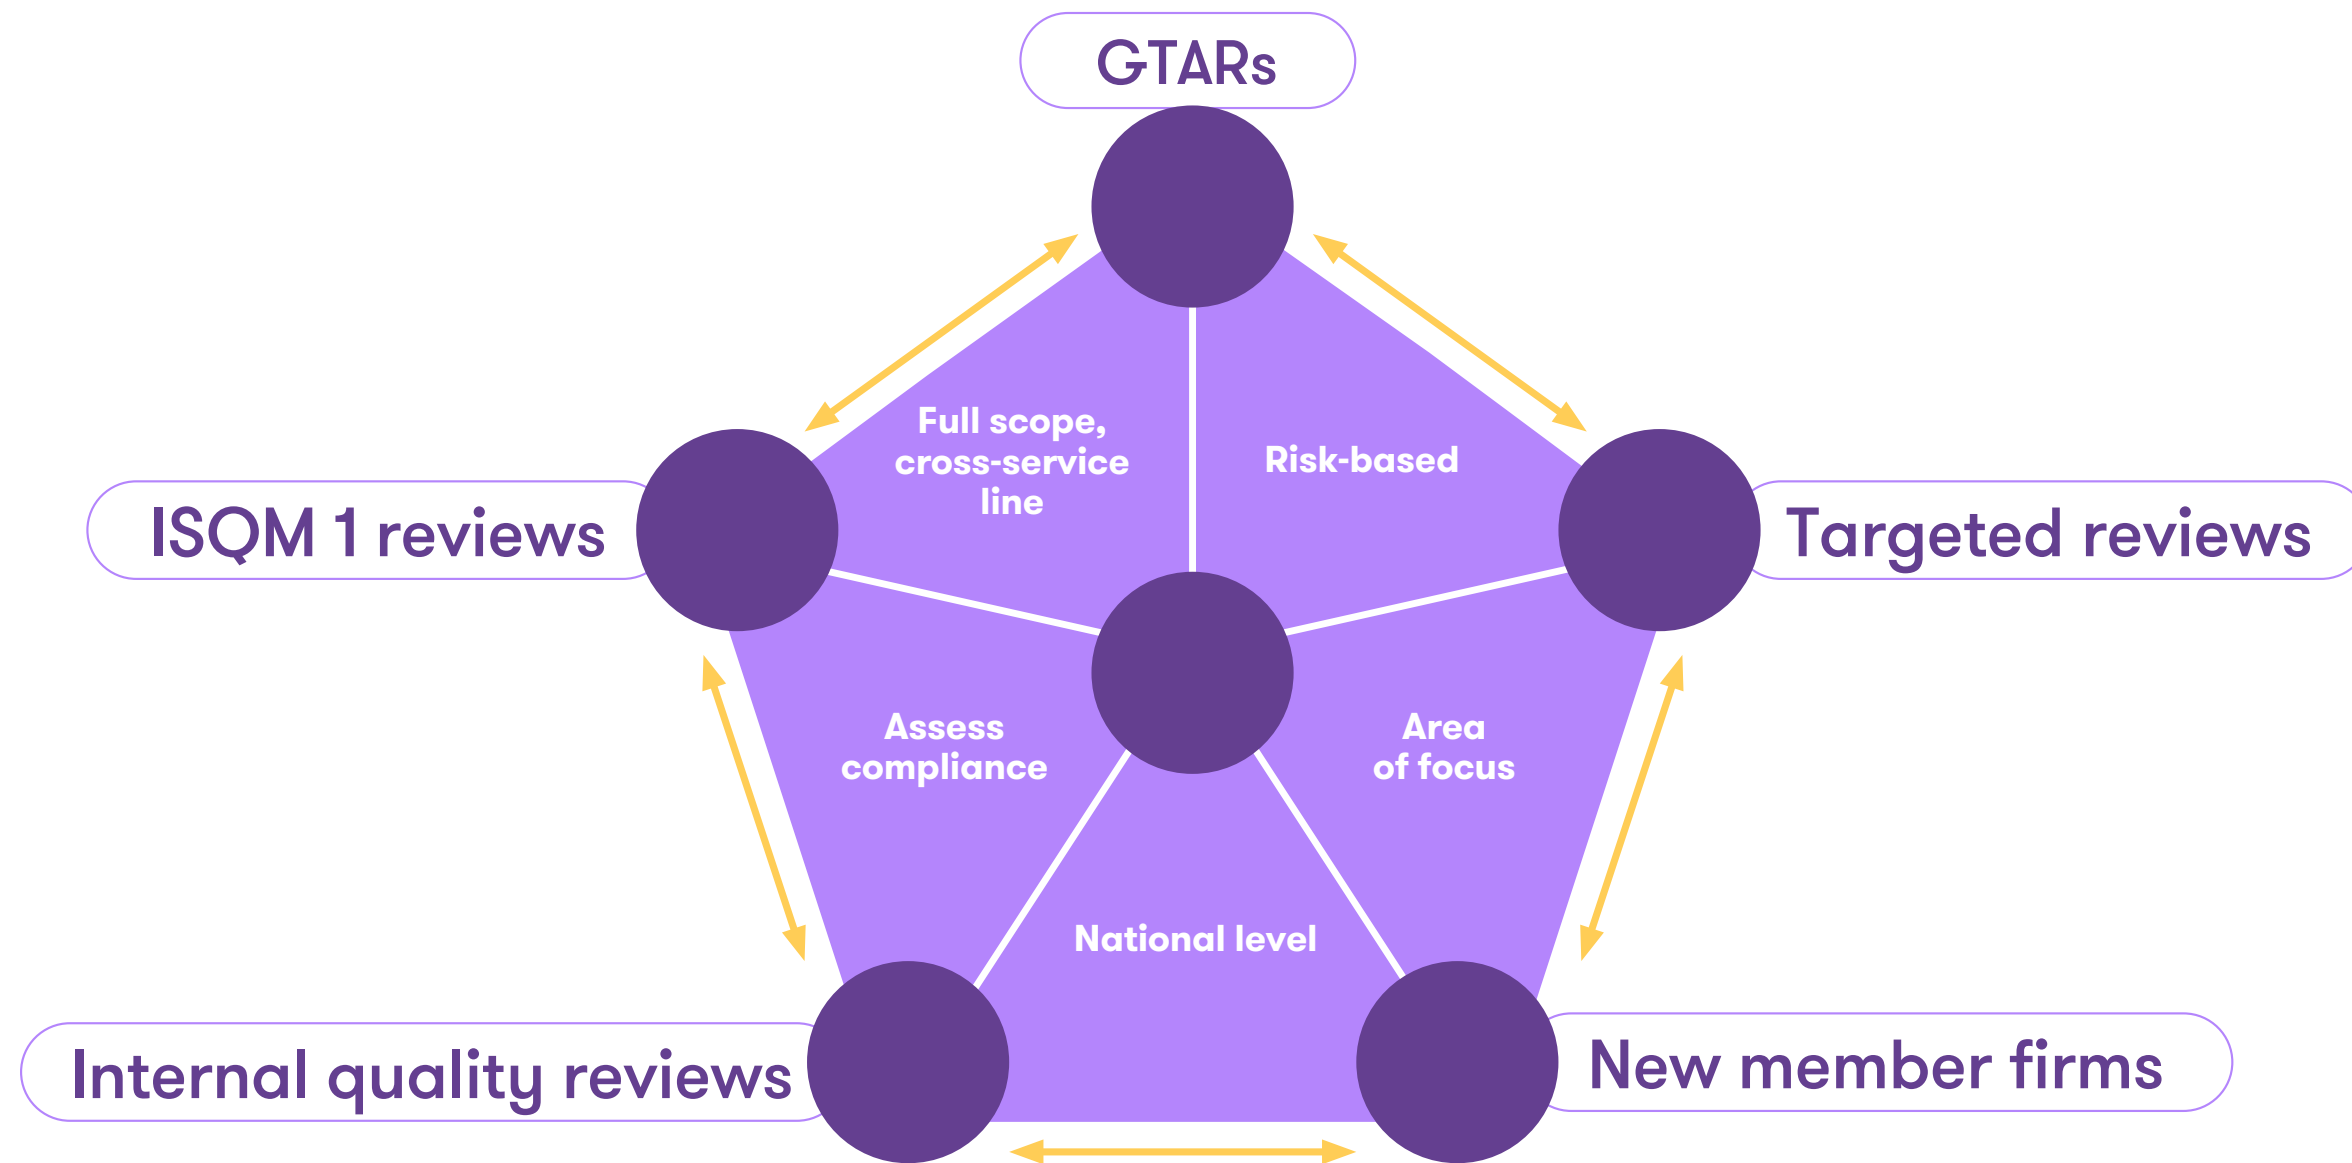 GTARs
Full scope,
cross-service
line
Risk-based
ISQM 1 reviews
Targeted reviews
Assess
compliance
Area
of focus
National level
Internal quality reviews
New member firms